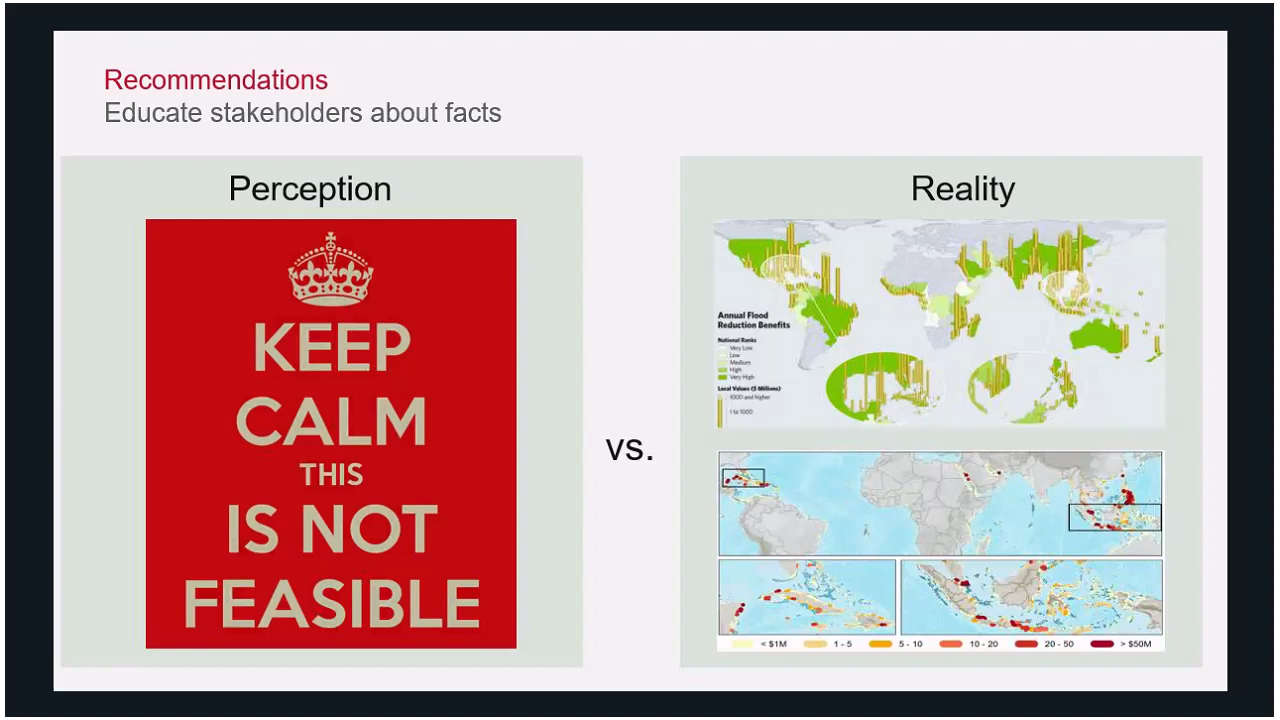 Recommendations
Educate stakeholders about facts
Perception
KEEP
CALM
THIS
IS NOT
FEASIBLE
vs.
Reality
Annual Flood
Reduction Benefits
National Ranks
Very Low
Low
Medium
High
Very High
Local Values ($ Millions)
1000 and higher
1 to 1000
< $1M
1 - 5
5 - 10
10 - 20
20 - 50
> $50M